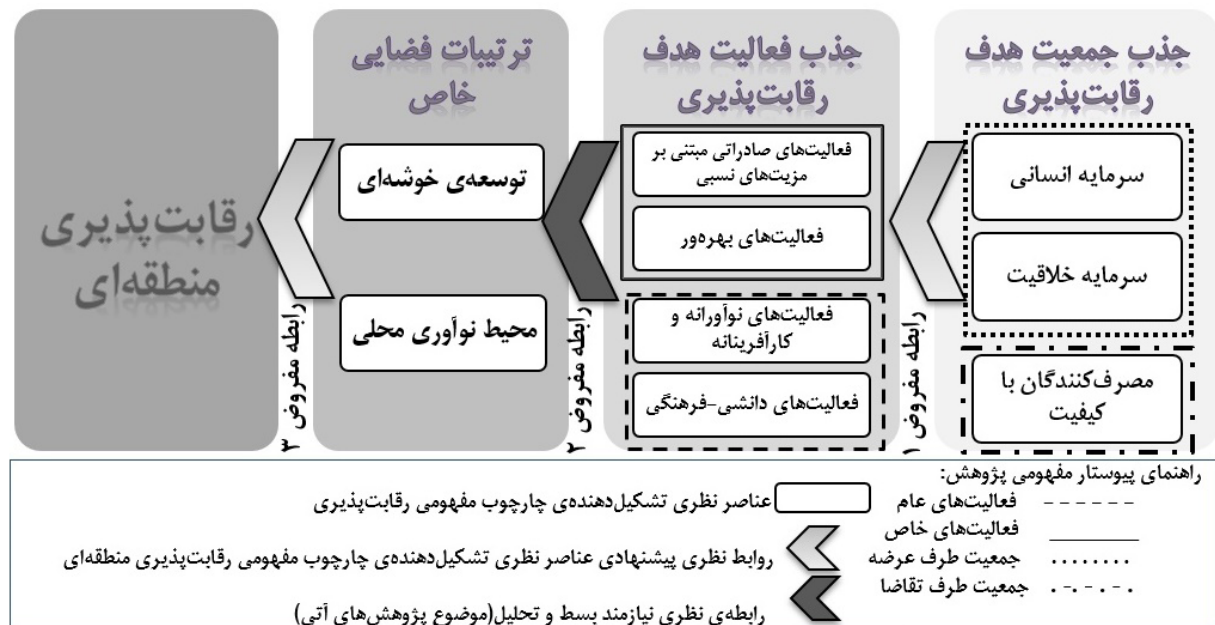 جذب جمعیت هدف
رقابت‌پذیری
سرمایه انسانی
سرمایه خلاقیت
مصرف‌کنندگان با
کیفیت
رابطه مفروض ۱
جذب فعالیت هدف
رقابت‌پذیری
فعالیت‌های صادراتی مبتنی بر
مزیت‌های نسبی
فعالیت‌های بهره‌ور
فعالیت‌های نوآورانه و
کارآفرینانه
فعالیت‌های دانشی-فرهنگی
رابطه مفروض ۲
ترتیبات فضایی
خاص
توسعه‌ی خوشه‌ای
محیط نوآوری محلی
رابطه مفروض ۳
رقابت‌پذیری
منطقه‌ای
راهنمای پیوستار مفهومی پژوهش:
فعالیت‌های عام
فعالیت‌های خاص
جمعیت طرف عرضه
جمعیت طرف تقاضا
عناصر نظری تشکیل‌دهنده‌ی چارچوب مفهومی رقابت‌پذیری
روابط نظری پیشنهادی عناصر نظری تشکیل‌دهنده‌ی چارچوب مفهومی رقابت‌پذیری منطقه‌ای
رابطه‌ی نظری نیازمند بسط و تحلیل(موضوع پژوهش‌های آتی)